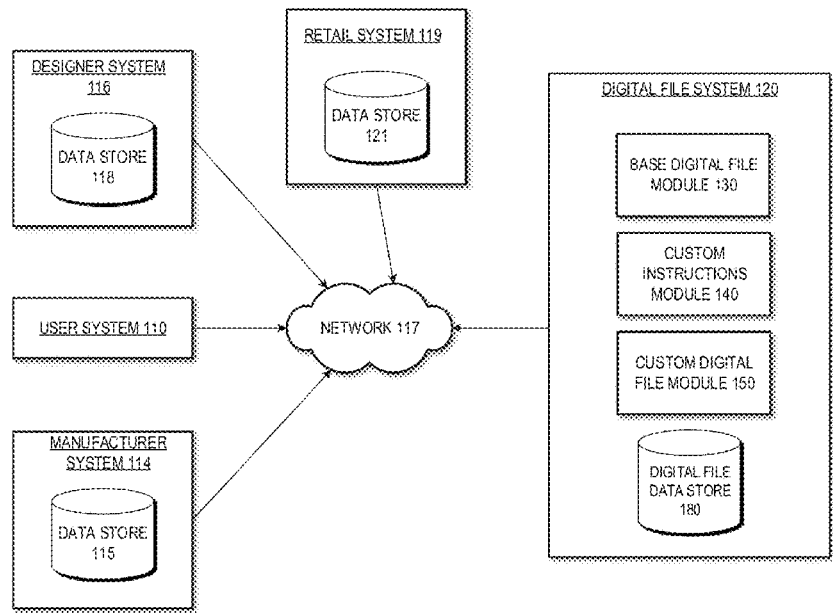 RETAIL SYSTEM 119
DATA STORE
121
DESIGNER SYSTEM
116
DATA STORE
118
USER SYSTEM 110
NETWORK 117
MANUFACTURER
SYSTEM 114
DATA STORE
115
DIGITAL FILE SYSTEM 120
BASE DIGITAL FILE
MODULE 130
CUSTOM
INSTRUCTIONS
MODULE 140
CUSTOM DIGITAL
FILE MODULE 150
DIGITAL FILE
DATA STORE
180